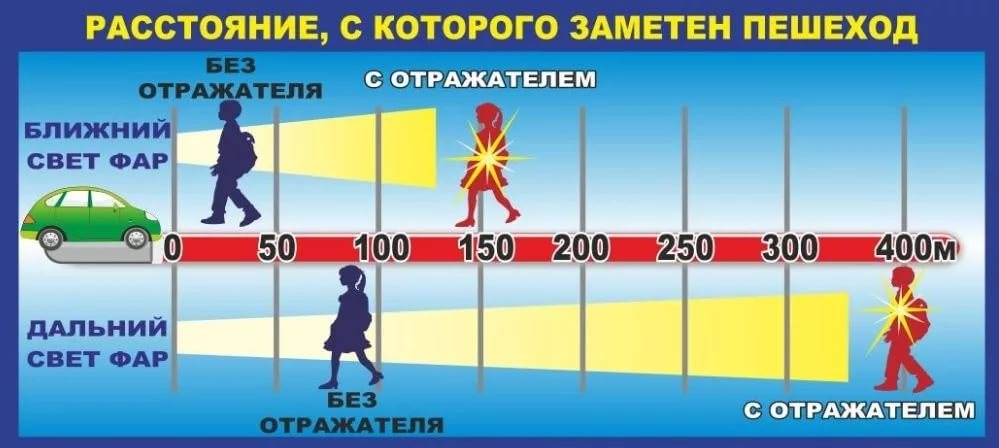 РАССТОЯНИЕ, С КОТОРОГО ЗАМЕТЕН ПЕШЕХОД
БЕЗ
ОТРАЖАТЕЛЯ
С ОТРАЖАТЕЛЕМ
БЛИЖНИЙ
СВЕТ ФАР
0 50 100 150 200 250 300 400м
ДАЛЬНИЙ
СВЕТ ФАР
БЕЗ
ОТРАЖАТЕЛЯ
С ОТРАЖАТЕЛЕМ